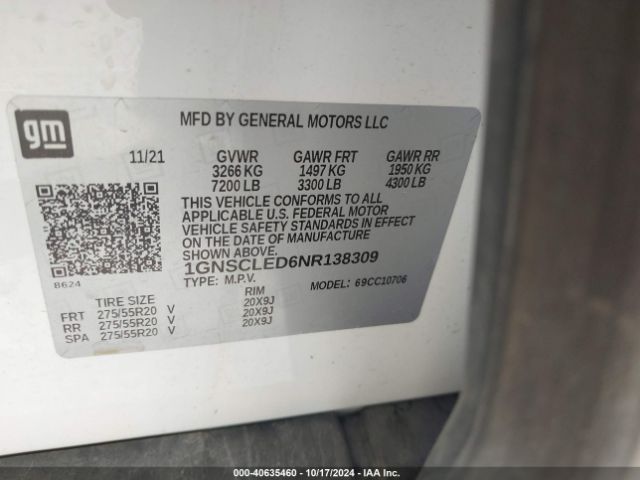 gm
MFD BY GENERAL MOTORS LLC
11/21 GVWR GAWR FRT GAWR RR
3266 KG 1497 KG 1950 KG
7200 LB 3300 LB 4300 LB
THIS VEHICLE CONFORMS TO ALL
APPLICABLE U.S. FEDERAL MOTOR
VEHICLE SAFETY STANDARDS IN EFFECT
ON THE DATE OF MANUFACTURE
SHOWN ABOVE.
1GNSCLED6NR138309
8624
TYPE: M.P.V. MODEL: 69CC10706
TIRE SIZE RIM
FRT 275/55R20 V 20X9J
RR 275/55R20 V 20X9J
SPA 275/55R20 V 20X9J
000-40635460 - 10/17/2024 - IAA Inc.